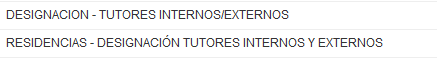 DESIGNACION - TUTORES INTERNOS/EXTERNOS
RESIDENCIAS - DESIGNACIÓN TUTORES INTERNOS Y EXTERNOS